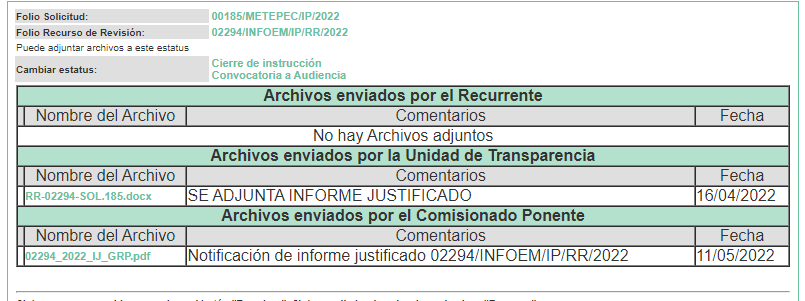 Folio Solicitud: 00185/METEPEC/IP/2022
Folio Recurso de Revisión: 02294/INFOEM/IP/RR/2022
Puede adjuntar archivos a este estatus
Cambiar estatus: Cierre de instrucción
Convocatoria a Audiencia
Archivos enviados por el Recurrente
Nombre del Archivo Comentarios Fecha
No hay Archivos adjuntos
Archivos enviados por la Unidad de Transparencia
Nombre del Archivo Comentarios Fecha
RR-02294-SOL.185.docx SE ADJUNTA INFORME JUSTIFICADO 16/04/2022
Archivos enviados por el Comisionado Ponente
Nombre del Archivo Comentarios Fecha
02294_2022_IJ_GRP.pdf Notificación de informe justificado 02294/INFOEM/IP/RR/2022 11/05/2022